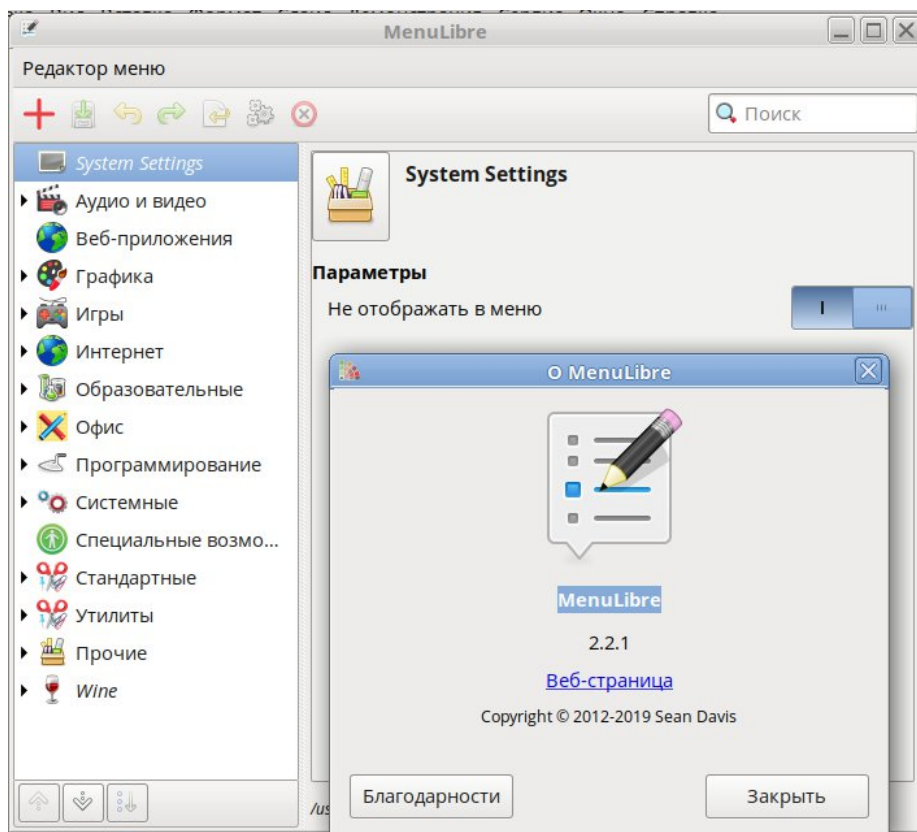 MenuLibre
Редактор меню
Поиск
System Settings
Аудио и видео
Веб-приложения
Графика
Игры
Интернет
Образовательные
Офис
Программирование
Системные
Специальные возмо...
Стандартные
Утилиты
Прочие
Wine
System Settings
Параметры
Не отображать в меню
О MenuLibre
MenuLibre
2.2.1
Веб-страница
Copyright © 2012-2019 Sean Davis
Благодарности
Закрыть
/us